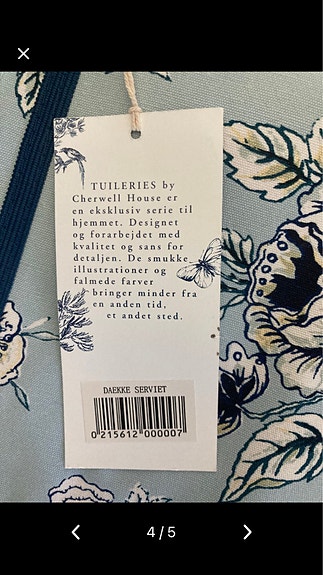 TUILERIES by
Cherwell House er
en eksklusiv serie til
hjemmet. Designet
og forarbejdet med
kvalitet og sans for
detaljen. De smukke
illustrationer og
falmede farver
bringer minder fra
en anden tid,
et andet sted.
DAEKKE SERVIET
0 215612 000007
4/5